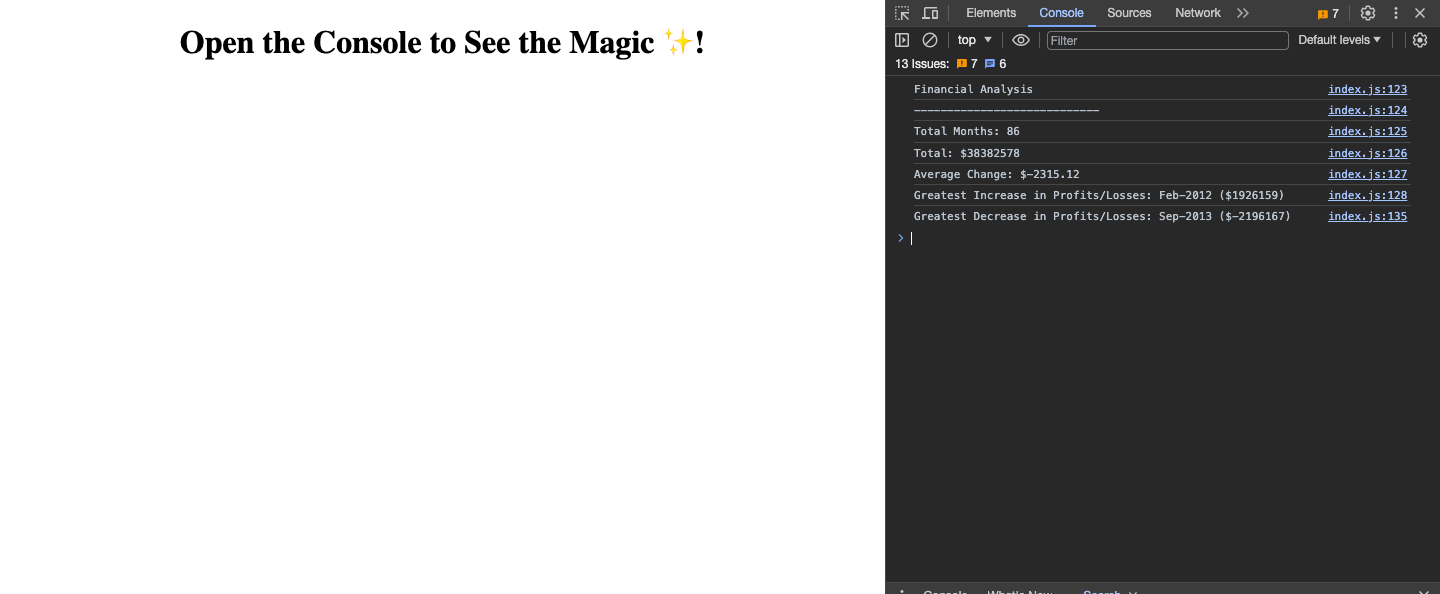 Open the Console to See the Magic ✨!
Elements Console Sources Network 7
top Filter Default levels
13 Issues: 7 6
Financial Analysis index.js:123
---------------------------- index.js:124
Total Months: 86 index.js:125
Total: $38382578 index.js:126
Average Change: $-2315.12 index.js:127
Greatest Increase in Profits/Losses: Feb-2012 ($1926159) index.js:128
Greatest Decrease in Profits/Losses: Sep-2013 ($-2196167) index.js:135
Console What's New Search